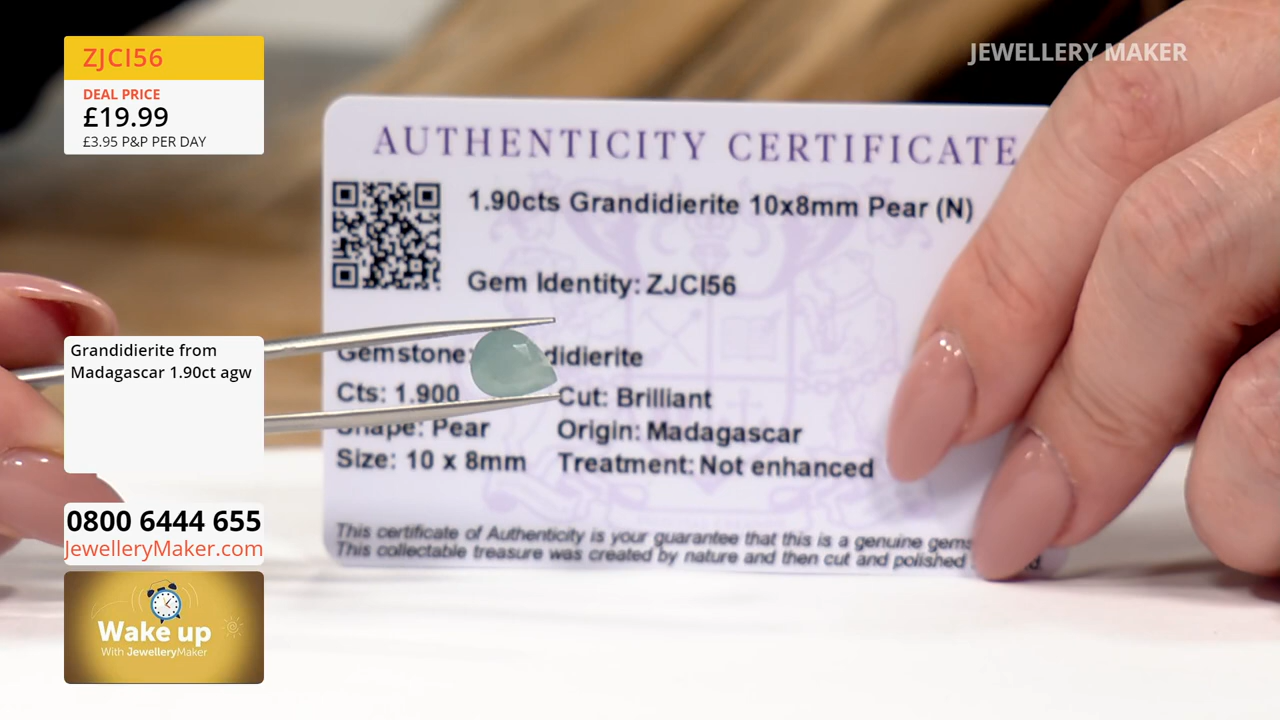 ZJCI56
DEAL PRICE
£19.99
£3.95 P&P PER DAY
JEWELLERY MAKER
AUTHENTICITY CERTIFICATE
1.90cts Grandidierite 10x8mm Pear (N)
Gem Identity: ZJCI56
Gemstone: didierite
Cts: 1.900 Cut: Brilliant
Shape: Pear Origin: Madagascar
Size: 10 x 8mm Treatment: Not enhanced
This certificate of Authenticity is your guarantee that this is a genuine gems
This collectable treasure was created by nature and then cut and polished
Grandidierite from
Madagascar 1.90ct agw
0800 6444 655
JewelleryMaker.com
Wake up
With JewelleryMaker